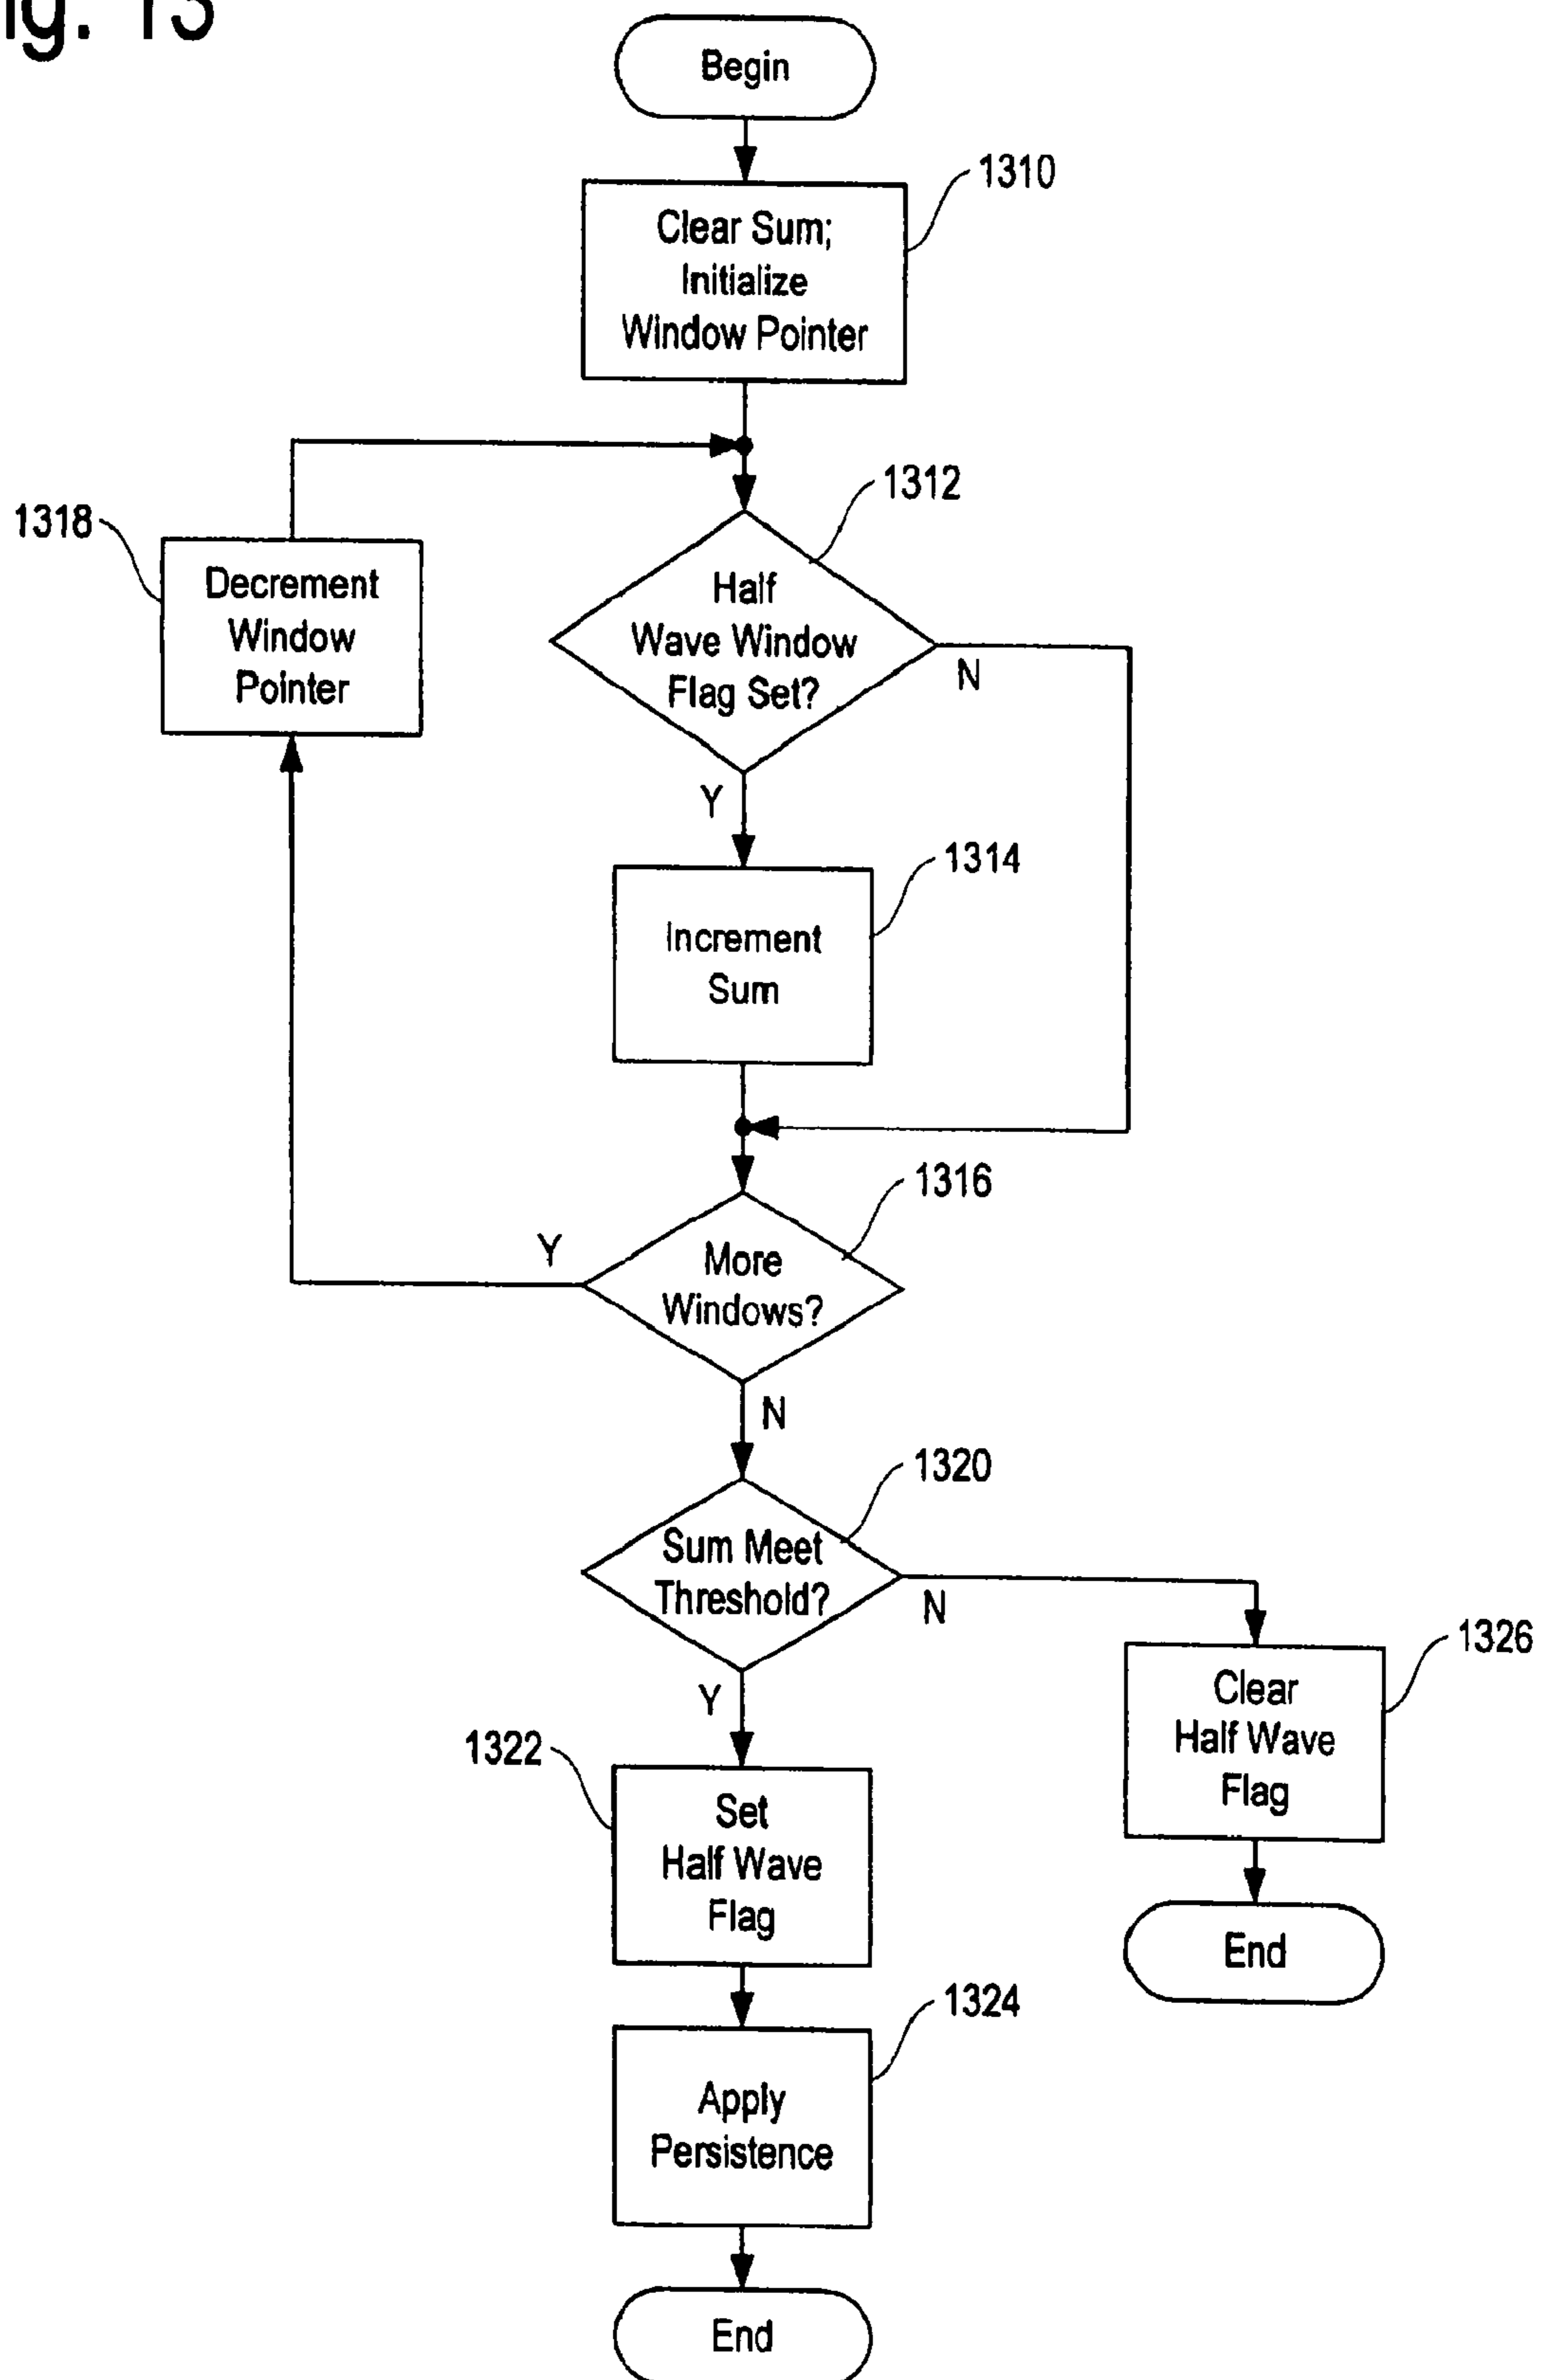 Fig. 13
Begin
1310
Clear Sum;
Initialize
Window Pointer
1312
1318
Decrement
Window
Pointer
Half
Wave Window
Flag Set?
N
Y
1314
Increment
Sum
1316
Y
More
Windows?
N
1320
Sum Meet
Threshold?
N
1326
Y
Clear
Half Wave
Flag
1322
Set
Half Wave
Flag
End
1324
Apply
Persistence
End